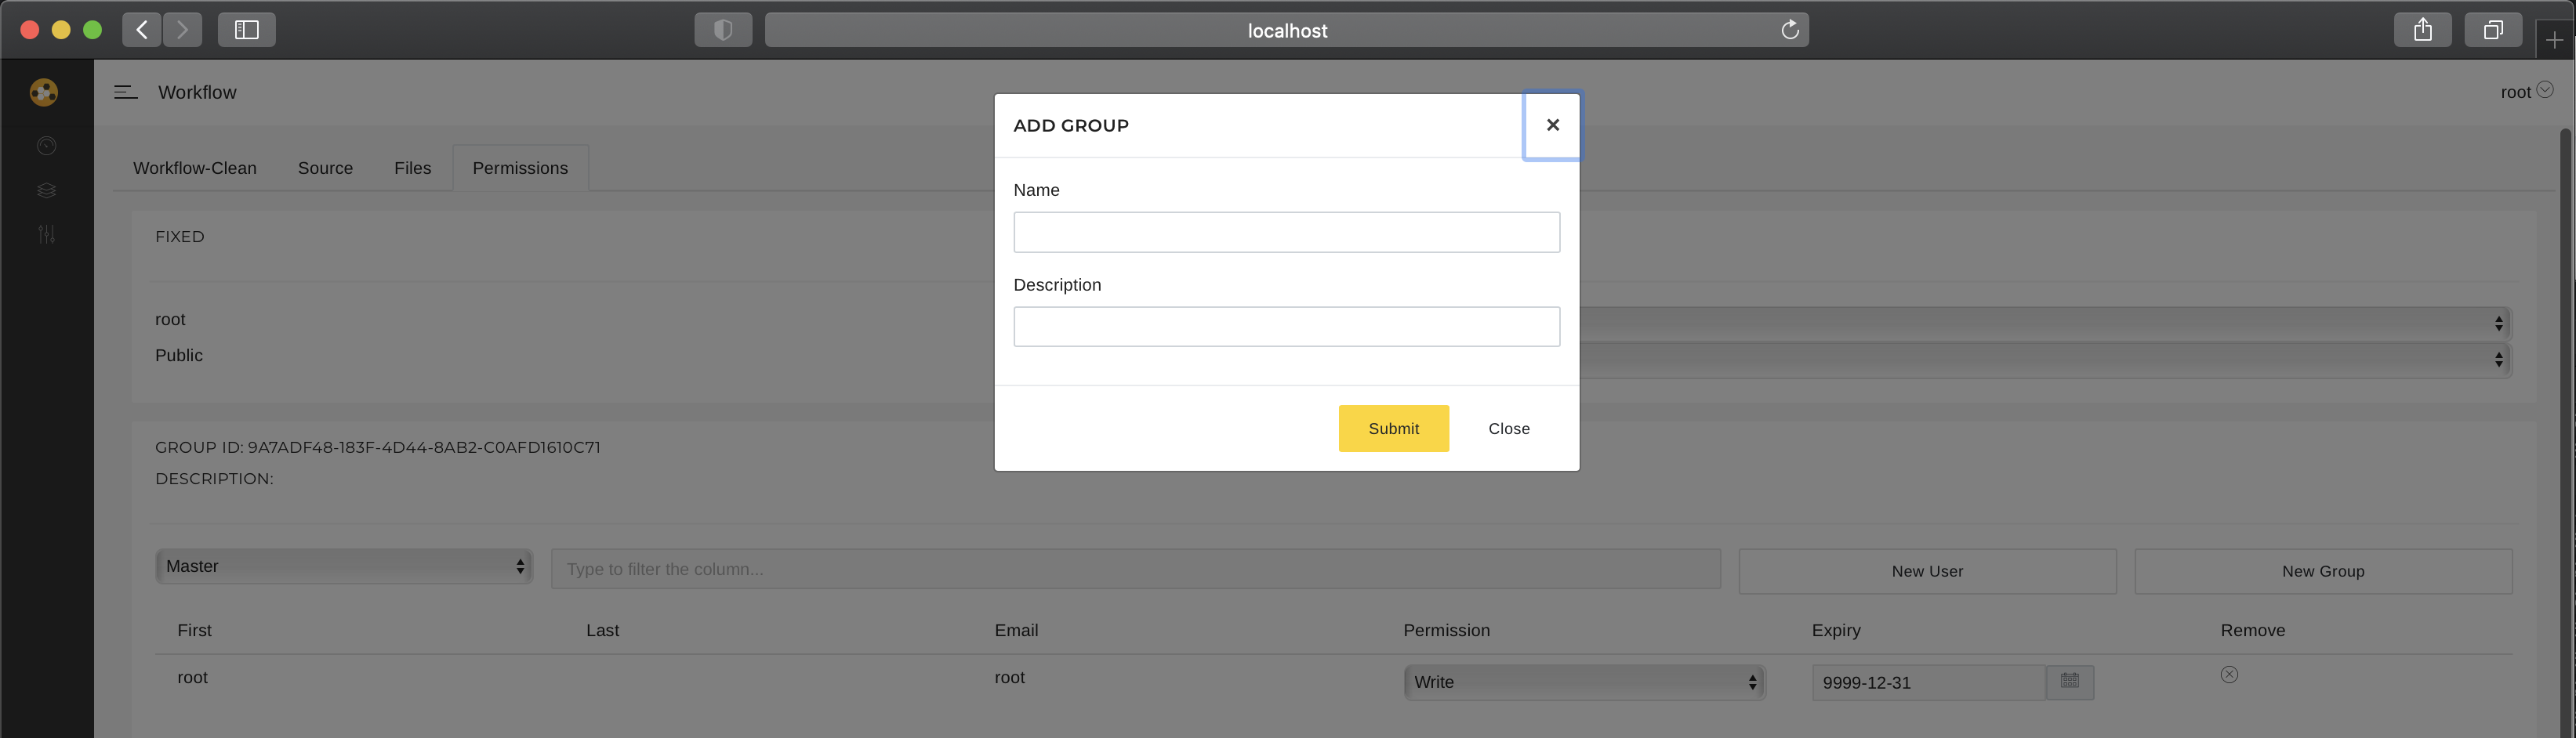 localhost
Workflow
root
Workflow-Clean Source Files Permissions
ADD GROUP ×
Name
Description
Submit Close
FIXED
root
Public
GROUP ID: 9A7ADF48-183F-4D44-8AB2-C0AFD1610C71
DESCRIPTION:
Master Type to filter the column... New User New Group
First Last Email Permission Expiry Remove
root root Write 9999-12-31